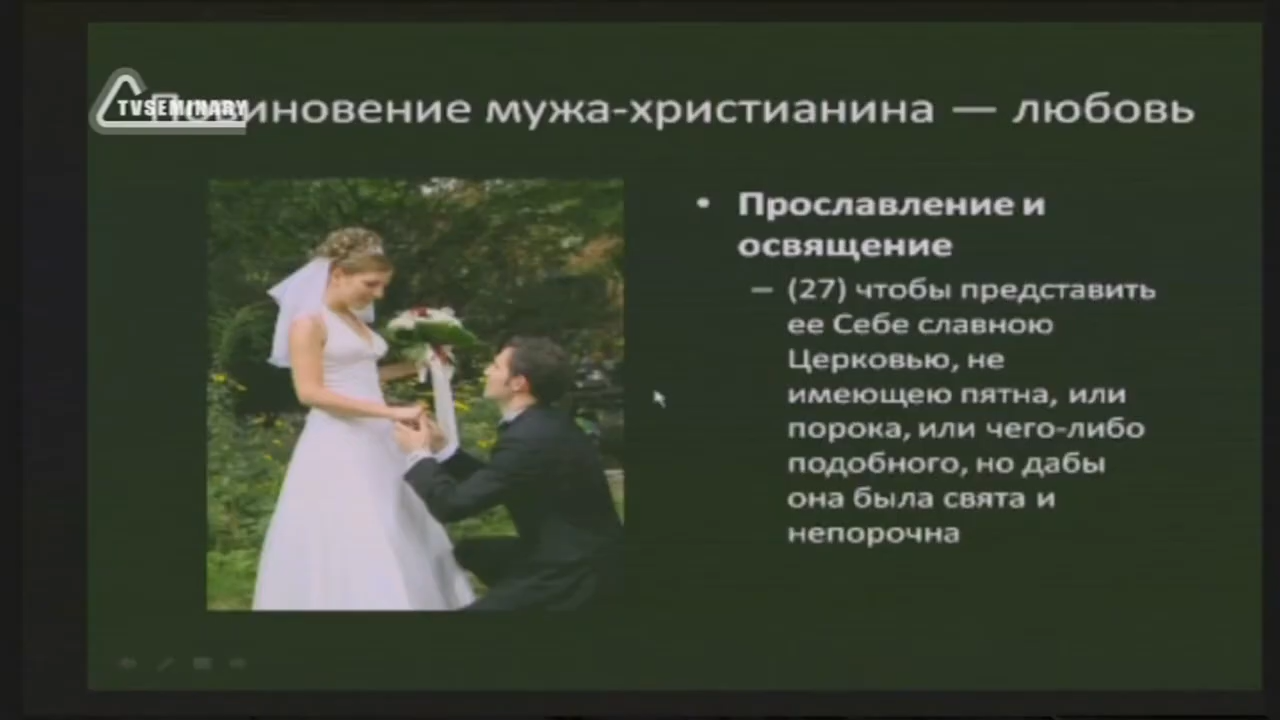 TVSEMINARY
мужа-христианина — любовь
• Прославление и
освящение
– (27) чтобы представить
ее Себе славною
Церковью, не
имеющею пятна, или
порока, или чего-либо
подобного, но дабы
она была свята и
непорочна